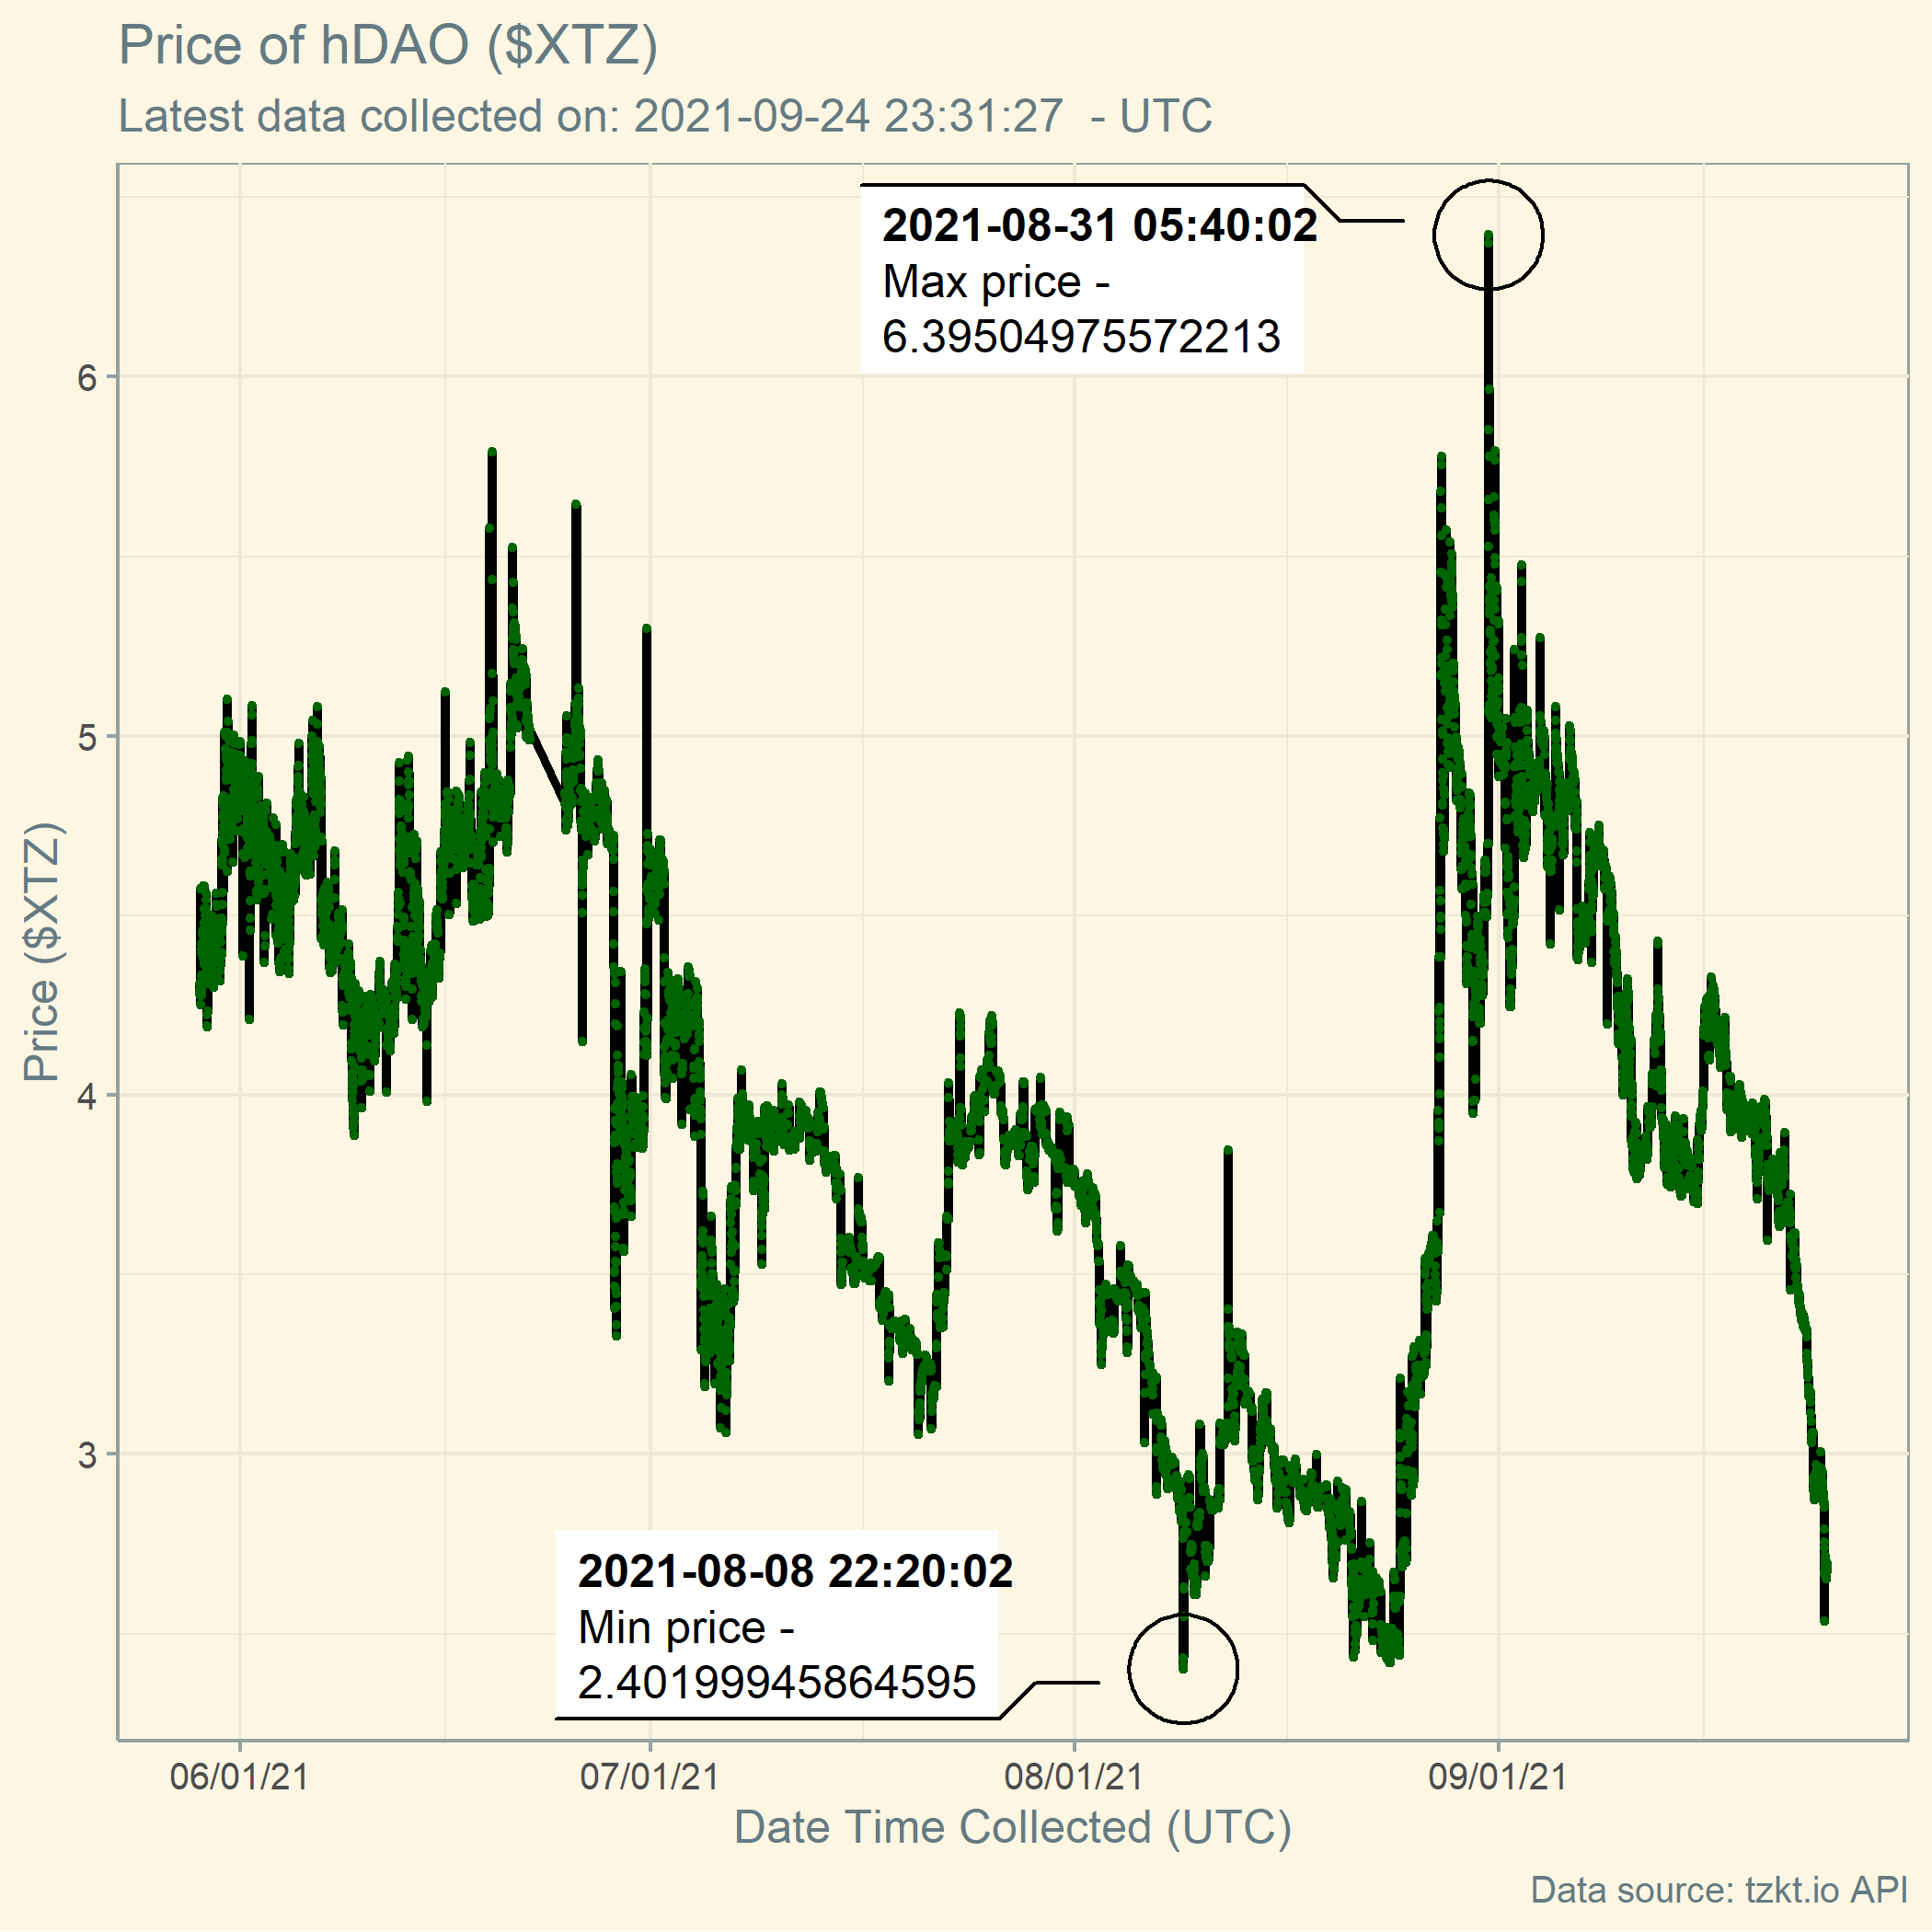 Price of hDAO ($XTZ)
Latest data collected on: 2021-09-24 23:31:27  - UTC
2021-08-31 05:40:02
Max price -
6.39504975572213
6
5
4
3
Price ($XTZ)
2021-08-08 22:20:02
Min price -
2.40199945864595
06/01/21 07/01/21 08/01/21 09/01/21
Date Time Collected (UTC)
Data source: tzkt.io API